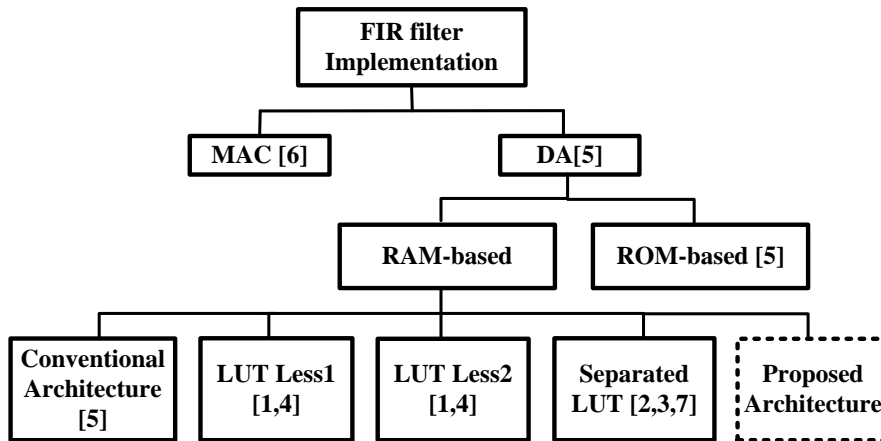 FIR filter
Implementation
MAC [6]
DA[5]
RAM-based
ROM-based [5]
Conventional
Architecture
[5]
LUT Less1
[1,4]
LUT Less2
[1,4]
Separated
LUT [2,3,7]
Proposed
Architecture